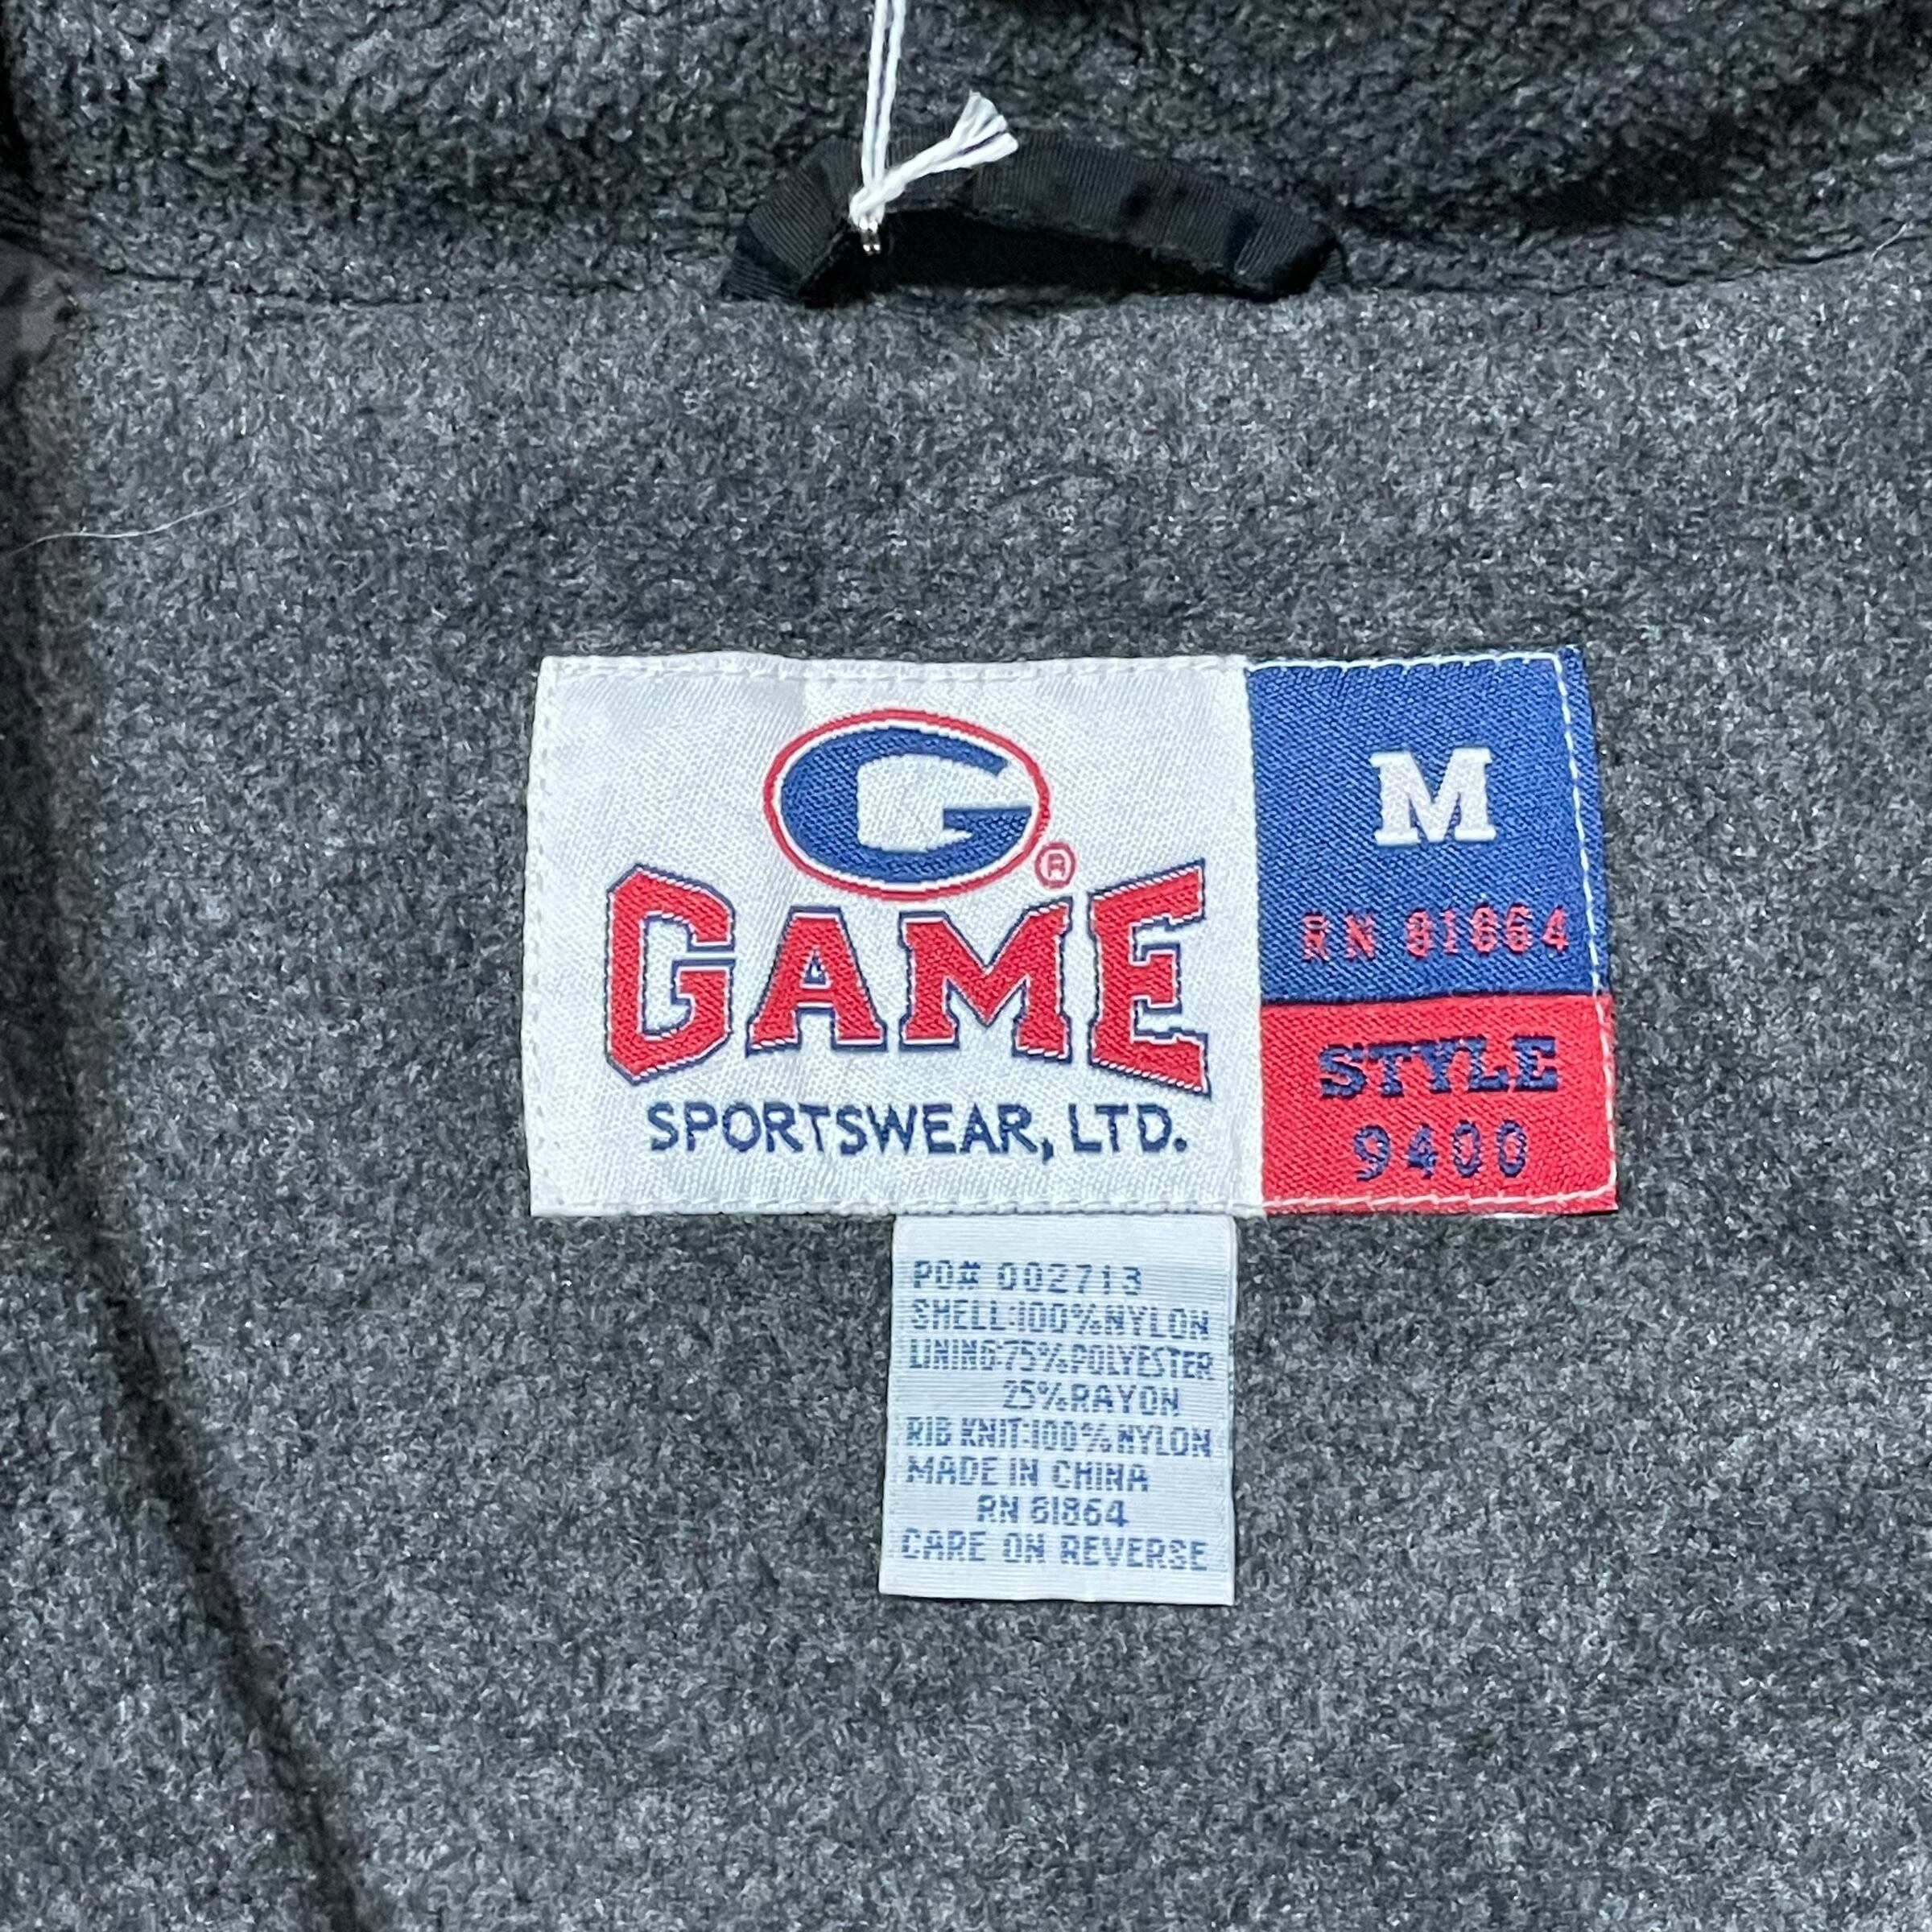 G®
GAME
SPORTSWEAR, LTD.
M
RN 81864
STYLE
9400
PO# 002713
SHELL:100%NYLON
LINING:75%POLYESTER
25%RAYON
RIB KNIT:100%NYLON
MADE IN CHINA
RN 81864
CARE ON REVERSE